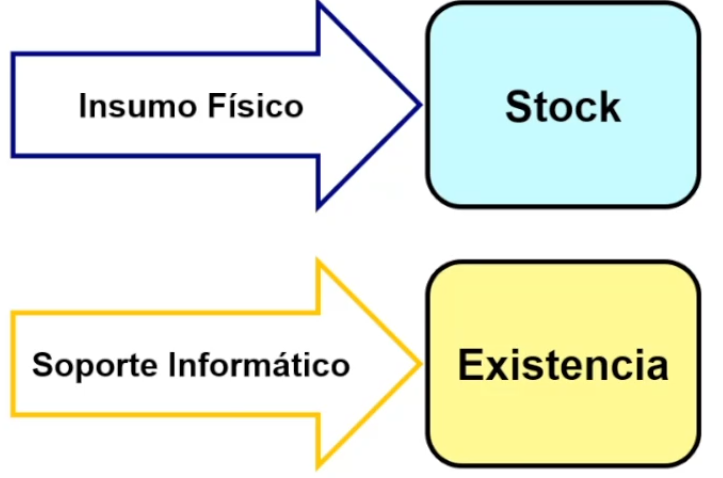 Insumo Físico
Stock
Soporte Informático
Existencia